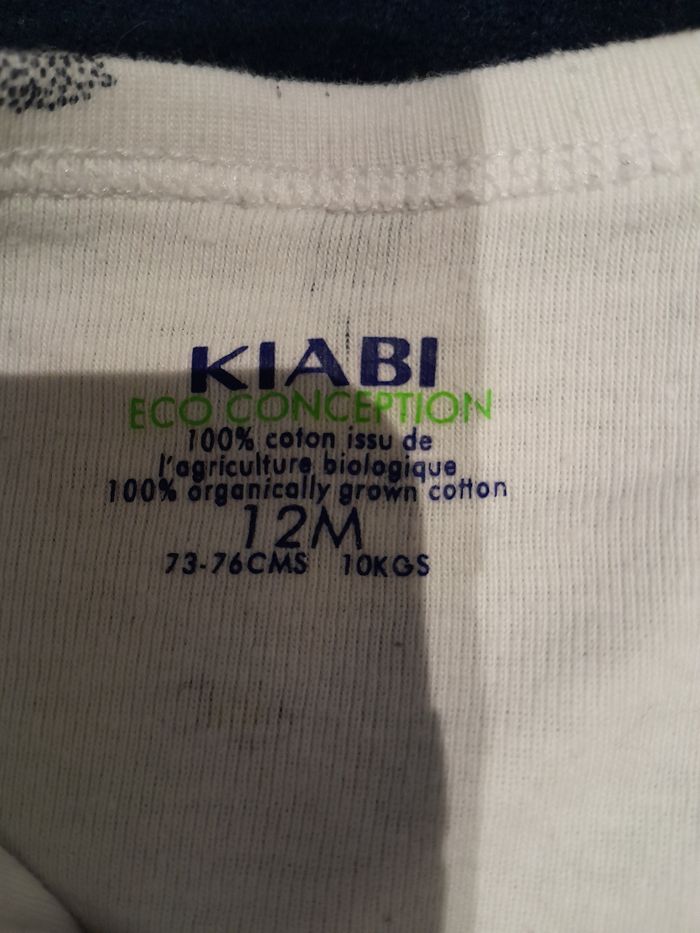 KIABI
ECO CONCEPTION
100% coton issu de
l'agriculture biologique
100% organically grown cotton
12M
73-76CMS 10KGS